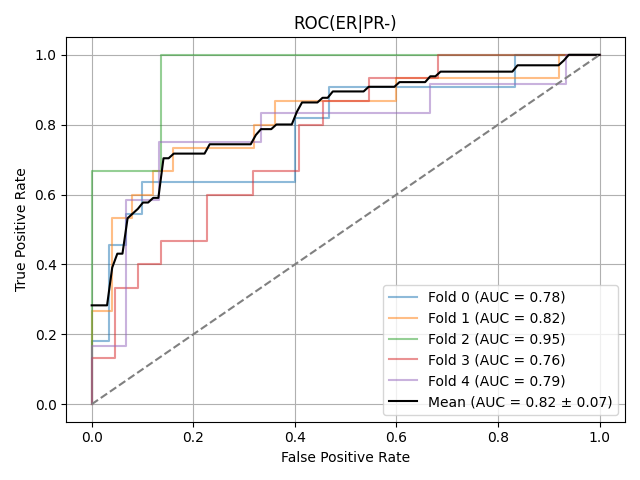 ROC(ER|PR-)
True Positive Rate
1.0
0.8
0.6
0.4
0.2
0.0
0.0 0.2 0.4 0.6 0.8 1.0
False Positive Rate
Fold 0 (AUC = 0.78)
Fold 1 (AUC = 0.82)
Fold 2 (AUC = 0.95)
Fold 3 (AUC = 0.76)
Fold 4 (AUC = 0.79)
Mean (AUC = 0.82 ± 0.07)